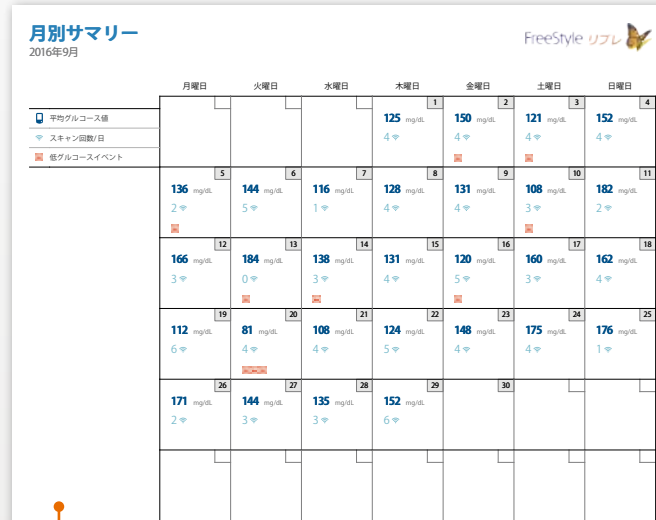 月別サマリー
2016年9月
FreeStyle リブレ
月曜日 火曜日 水曜日 木曜日 金曜日 土曜日 日曜日
平均グルコース値
スキャン回数/日
低グルコースイベント
1 2 3 4
125 mg/dL 150 mg/dL 121 mg/dL 152 mg/dL
4 4 4 4
5 6 7 8 9 10 11
136 mg/dL 144 mg/dL 116 mg/dL 128 mg/dL 131 mg/dL 108 mg/dL 182 mg/dL
2 5 1 4 4 3 2
12 13 14 15 16 17 18
166 mg/dL 184 mg/dL 138 mg/dL 131 mg/dL 120 mg/dL 160 mg/dL 162 mg/dL
3 0 3 4 5 3 4
19 20 21 22 23 24 25
112 mg/dL 81 mg/dL 108 mg/dL 124 mg/dL 148 mg/dL 175 mg/dL 176 mg/dL
6 4 4 5 4 4 1
26 27 28 29 30
171 mg/dL 144 mg/dL 135 mg/dL 152 mg/dL
2 3 3 6